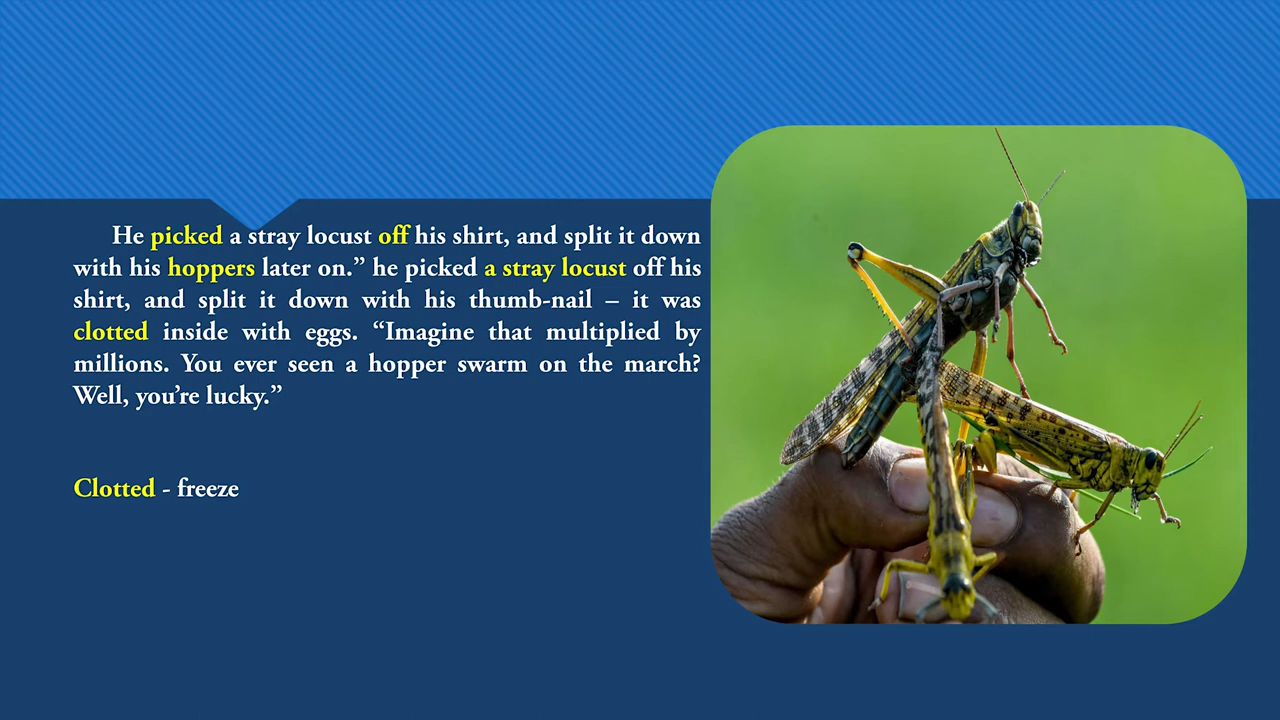 He picked a stray locust off his shirt, and split it down
with his hoppers later on.” he picked a stray locust off his
shirt, and split it down with his thumb-nail – it was
clotted inside with eggs. “Imagine that multiplied by
millions. You ever seen a hopper swarm on the march?
Well, you’re lucky.”
Clotted - freeze